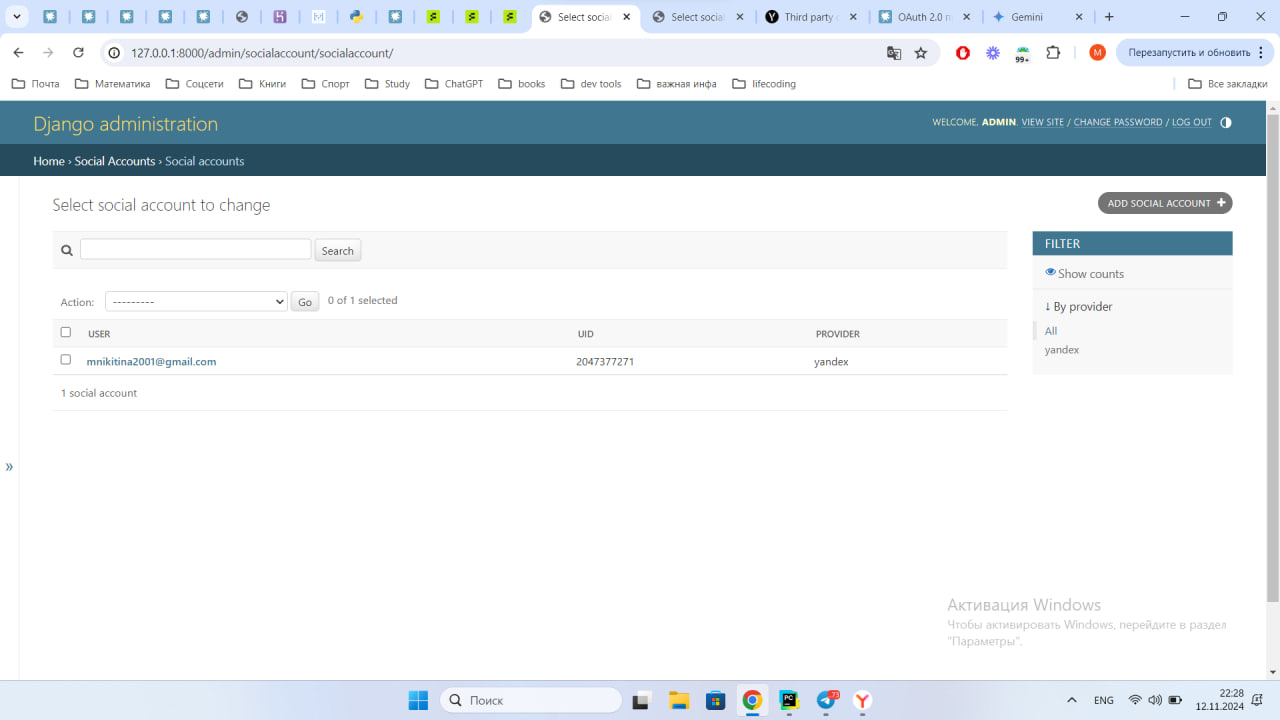 Select social
Select social
Third party
OAuth 2.0
Gemini
127.0.0.1:8000/admin/socialaccount/socialaccount/
99+
M
Перезапустить и обновить
Почта
Математика
Соцсети
Книги
Спорт
Study
ChatGPT
books
dev tools
важная инфа
lifecoding
Все закладки
Django administration
WELCOME, ADMIN. VIEW SITE / CHANGE PASSWORD / LOG OUT
Home › Social Accounts › Social accounts
Select social account to change
ADD SOCIAL ACCOUNT +
Search
FILTER
Show counts
↓ By provider
All
yandex
Action: --------- Go 0 of 1 selected
USER UID PROVIDER
mnikitina2001@gmail.com 2047377271 yandex
1 social account
»
Активация Windows
Чтобы активировать Windows, перейдите в раздел
"Параметры".
Поиск
PC
73
ENG
22:28
12.11.2024